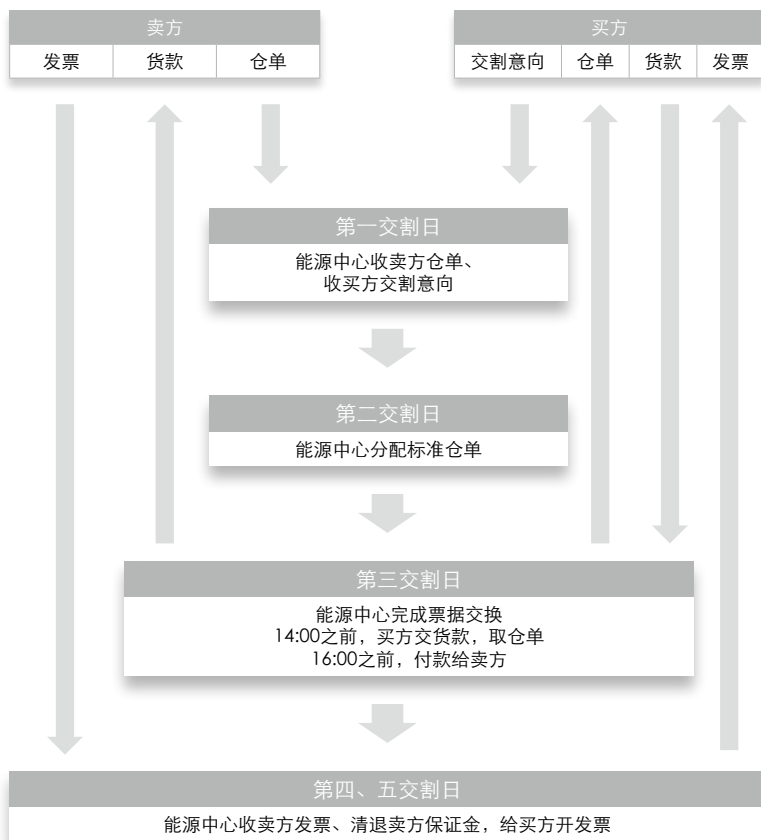 卖方
发票 货款 仓单
买方
交割意向 仓单 货款 发票
第一交割日
能源中心收卖方仓单、
收买方交割意向
第二交割日
能源中心分配标准仓单
第三交割日
能源中心完成票据交换
14:00之前，买方交货款，取仓单
16:00之前，付款给卖方
第四、五交割日
能源中心收卖方发票、清退卖方保证金，给买方开发票